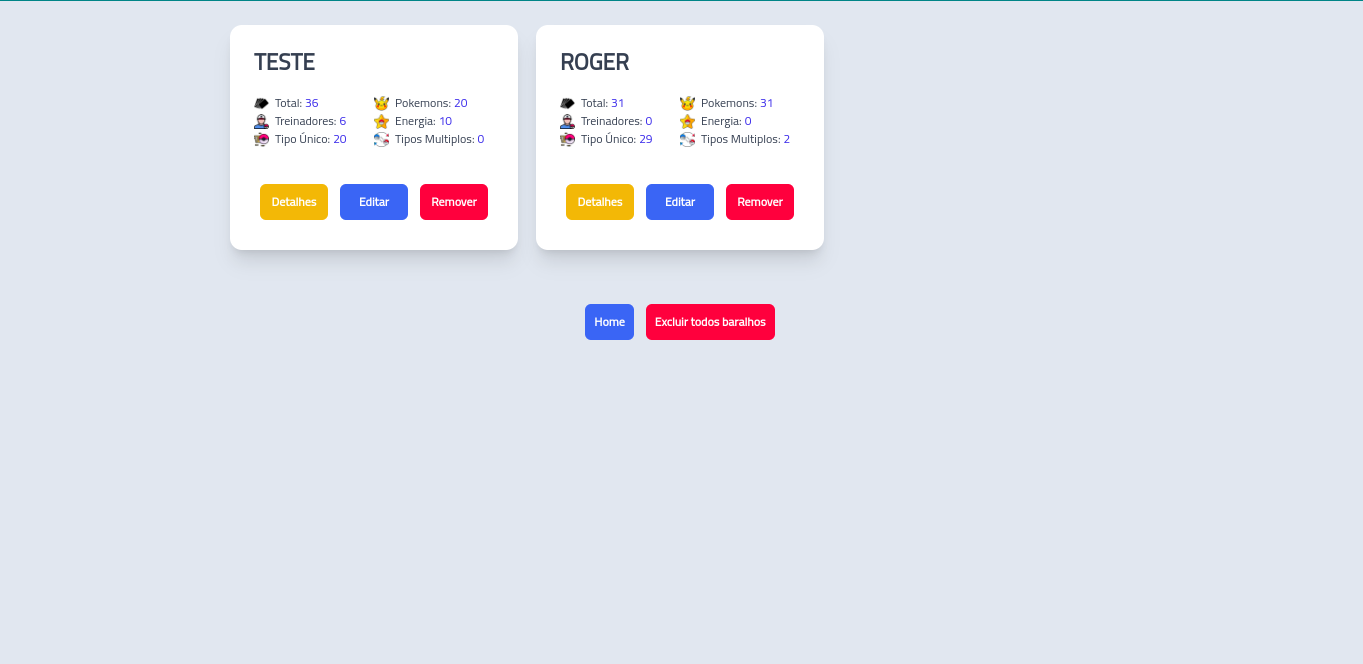 TESTE
Total: 36 Pokemons: 20
Treinadores: 6 Energia: 10
Tipo Único: 20 Tipos Multiplos: 0
Detalhes Editar Remover
ROGER
Total: 31 Pokemons: 31
Treinadores: 0 Energia: 0
Tipo Único: 29 Tipos Multiplos: 2
Detalhes Editar Remover
Home Excluir todos baralhos